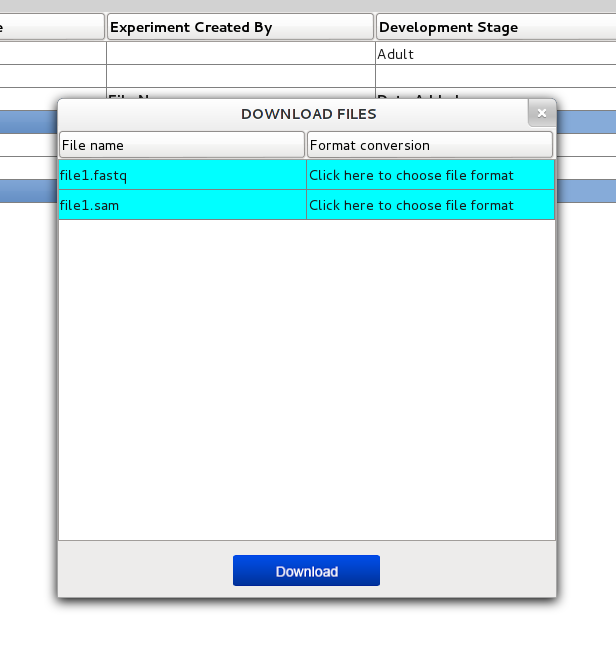 e Experiment Created By Development Stage
Adult
DOWNLOAD FILES
File name Format conversion
file1.fastq Click here to choose file format
file1.sam Click here to choose file format
Download